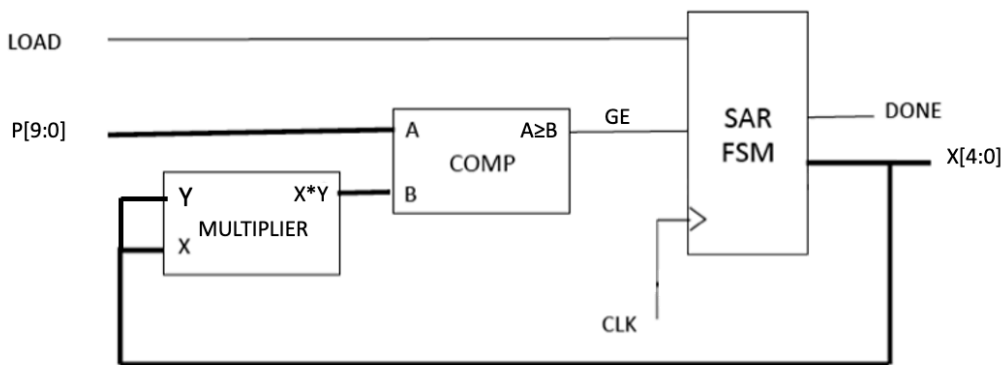 LOAD
P[9:0]
A
A≥B
COMP
B
GE
SAR
FSM
DONE
X[4:0]
Y
X*Y
MULTIPLIER
X
CLK